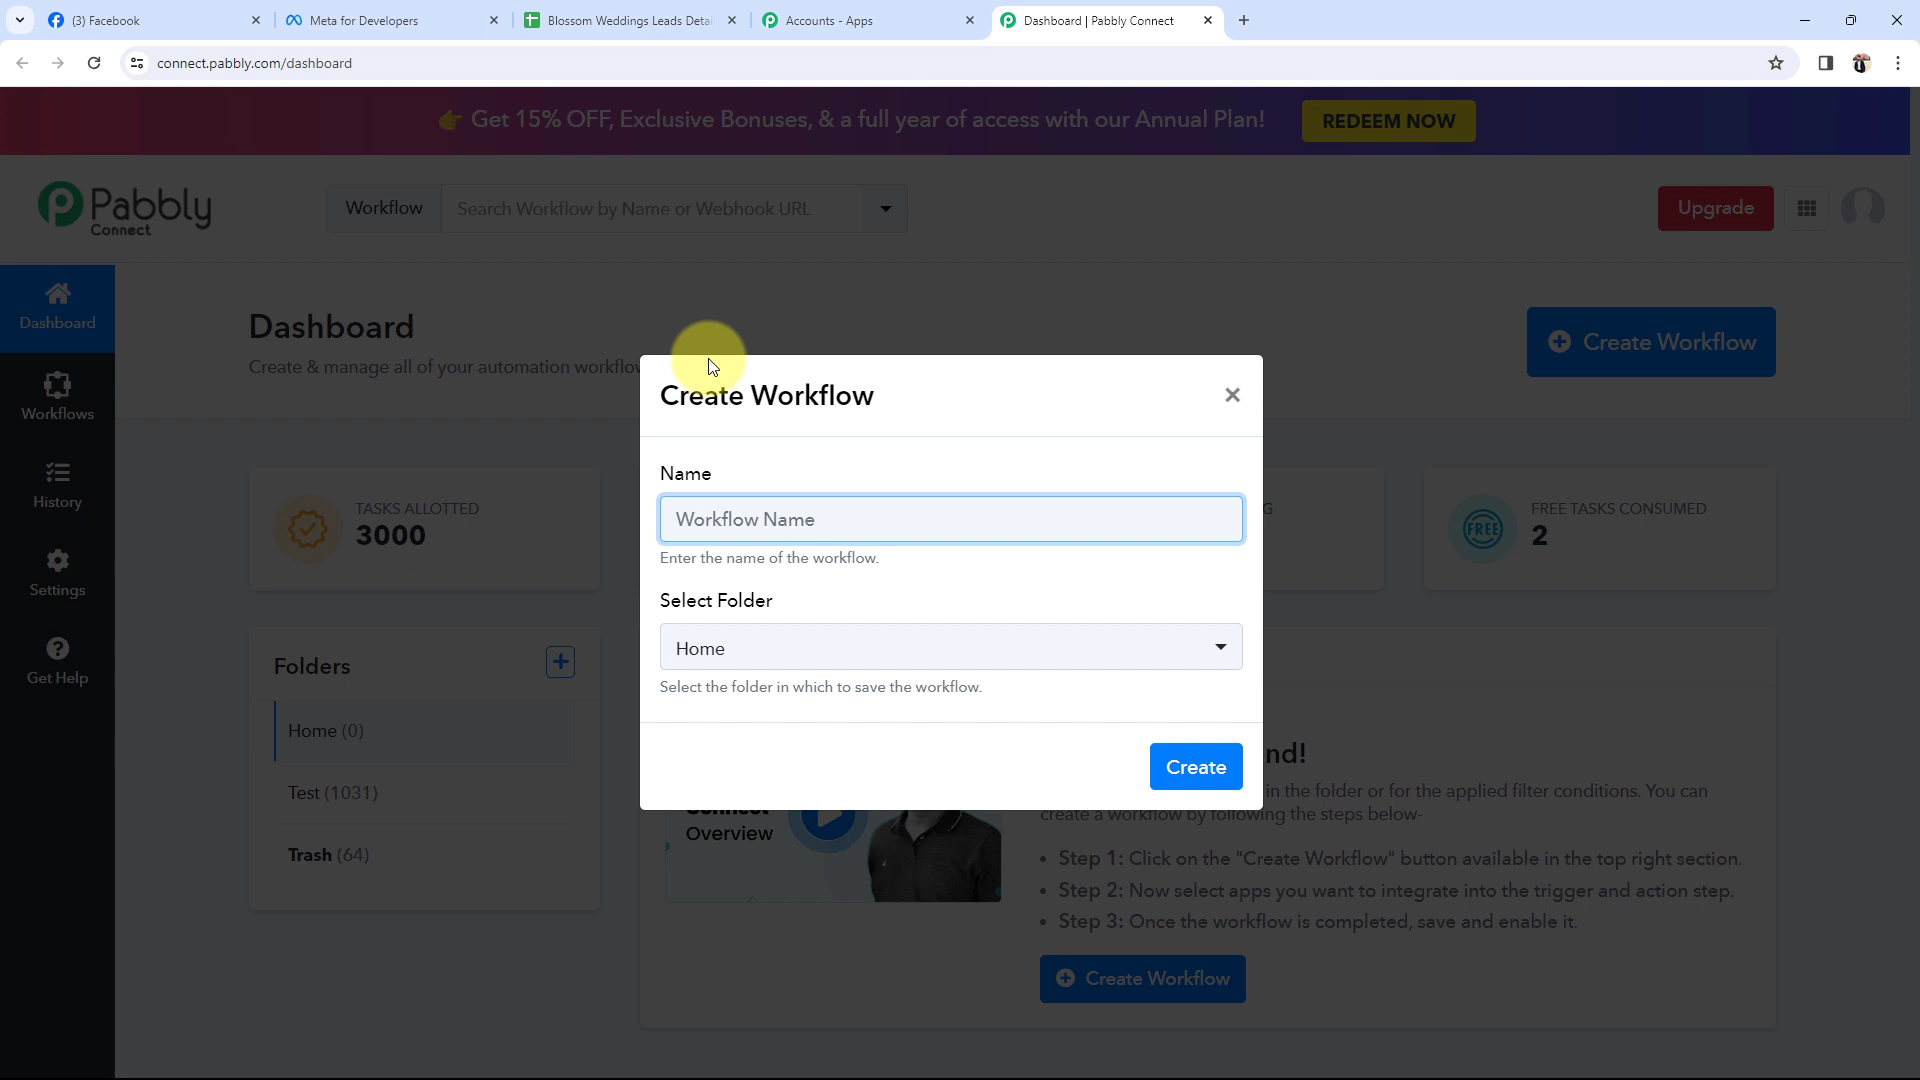 (3) Facebook
Meta for Developers
Blossom Weddings Leads Detai
Accounts - Apps
Dashboard | Pabbly Connect
connect.pabbly.com/dashboard
👉 Get 15% OFF, Exclusive Bonuses, & a full year of access with our Annual Plan!
REDEEM NOW
Pabbly
Connect
Workflow
Search Workflow by Name or Webhook URL
Upgrade
Dashboard
Workflows
History
Settings
Get Help
Dashboard
Create & manage all of your automation workflow
Create Workflow
TASKS ALLOTTED
3000
G
FREE TASKS CONSUMED
FREE
2
Folders
Home (0)
Test (1031)
Trash (64)
Create Workflow
Name
Workflow Name
Enter the name of the workflow.
Select Folder
Home
Select the folder in which to save the workflow.
Create
Overview
nd!
in the folder or for the applied filter conditions. You can
create a workflow by following the steps below-
• Step 1: Click on the "Create Workflow" button available in the top right section.
• Step 2: Now select apps you want to integrate into the trigger and action step.
• Step 3: Once the workflow is completed, save and enable it.
Create Workflow